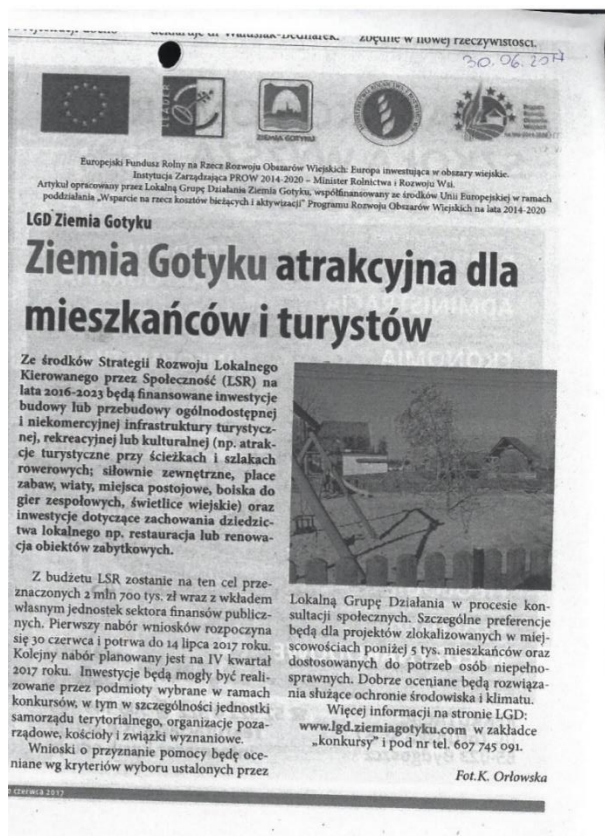 zbędne w nowej rzeczywistości.
30.06.2017
LEADER
ZIEMIA GOTYKU
Europejski Fundusz Rolny na Rzecz Rozwoju Obszarów Wiejskich: Europa inwestująca w obszary wiejskie.
Instytucja Zarządzająca PROW 2014-2020 – Minister Rolnictwa i Rozwoju Wsi.
Artykuł opracowany przez Lokalną Grupę Działania Ziemia Gotyku, współfinansowany ze środków Unii Europejskiej w ramach
poddziałania „Wsparcie na rzecz kosztów bieżących i aktywizacji” Programu Rozwoju Obszarów Wiejskich na lata 2014-2020
LGD Ziemia Gotyku
Ziemia Gotyku atrakcyjna dla
mieszkańców i turystów
Ze środków Strategii Rozwoju Lokalnego
Kierowanego przez Społeczność (LSR) na
lata 2016-2023 będą finansowane inwestycje
budowy lub przebudowy ogólnodostępnej
i niekomercyjnej infrastruktury turystycz-
nej, rekreacyjnej lub kulturalnej (np. atrak-
cje turystyczne przy ścieżkach i szlakach
rowerowych; siłownie zewnętrzne, place
zabaw, wiaty, miejsca postojowe, boiska do
gier zespołowych, świetlice wiejskie) oraz
inwestycje dotyczące zachowania dziedzic-
twa lokalnego np. restauracja lub renowa-
cja obiektów zabytkowych.
Z budżetu LSR zostanie na ten cel prze-
znaczonych 2 mln 700 tys. zł wraz z wkładem
własnym jednostek sektora finansów publicz-
nych. Pierwszy nabór wniosków rozpoczyna
się 30 czerwca i potrwa do 14 lipca 2017 roku.
Kolejny nabór planowany jest na IV kwartał
2017 roku. Inwestycje będą mogły być reali-
zowane przez podmioty wybrane w ramach
konkursów, w tym w szczególności jednostki
samorządu terytorialnego, organizacje poza-
rządowe, kościoły i związki wyznaniowe.
Wnioski o przyznanie pomocy będę oce-
niane wg kryteriów wyboru ustalonych przez
Lokalną Grupę Działania w procesie kon-
sultacji społecznych. Szczególne preferencje
będą dla projektów zlokalizowanych w miej-
scowościach poniżej 5 tys. mieszkańców oraz
dostosowanych do potrzeb osób niepełno-
sprawnych. Dobrze oceniane będą rozwiąza-
nia służące ochronie środowiska i klimatu.
Więcej informacji na stronie LGD:
www.lgd.ziemiagotyku.com w zakładce
„konkursy” i pod nr tel. 607 745 091.
Fot.K. Orłowska
czerwca 2017